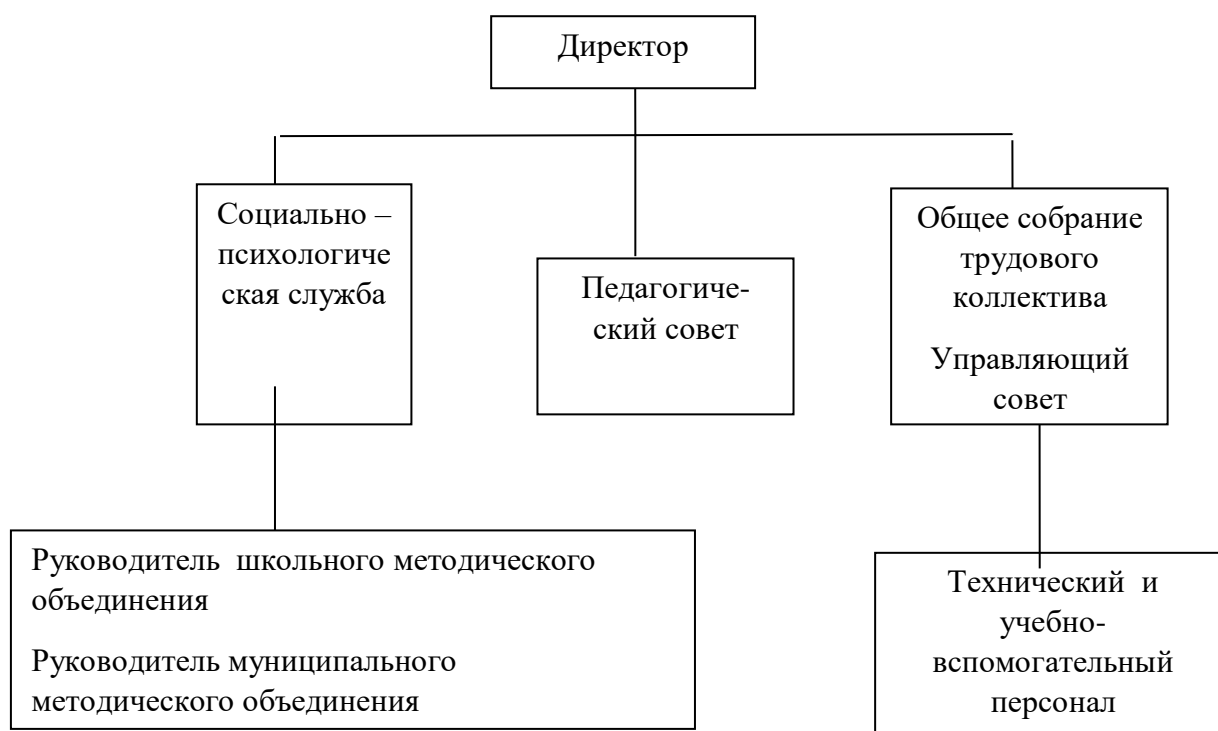 Директор
Социально –
психологиче
ская служба
Педагогиче-
ский совет
Общее собрание
трудового
коллектива
Управляющий
совет
Руководитель  школьного методического
объединения
Руководитель муниципального
методического объединения
Технический  и
учебно-
вспомогательный
персонал